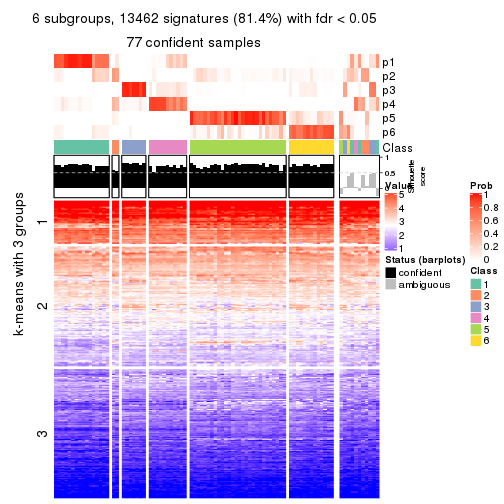 6 subgroups, 13462 signatures (81.4%) with fdr < 0.05
77 confident samples
p1
p2
p3
p4
p5
p6
Class
1
0.5
0
Silhouette
score
k-means with 3 groups
1
2
3
Value
5
4
3
2
1
Status (barplots)
confident
ambiguous
Prob
1
0.8
0.6
0.4
0.2
0
Class
1
2
3
4
5
6